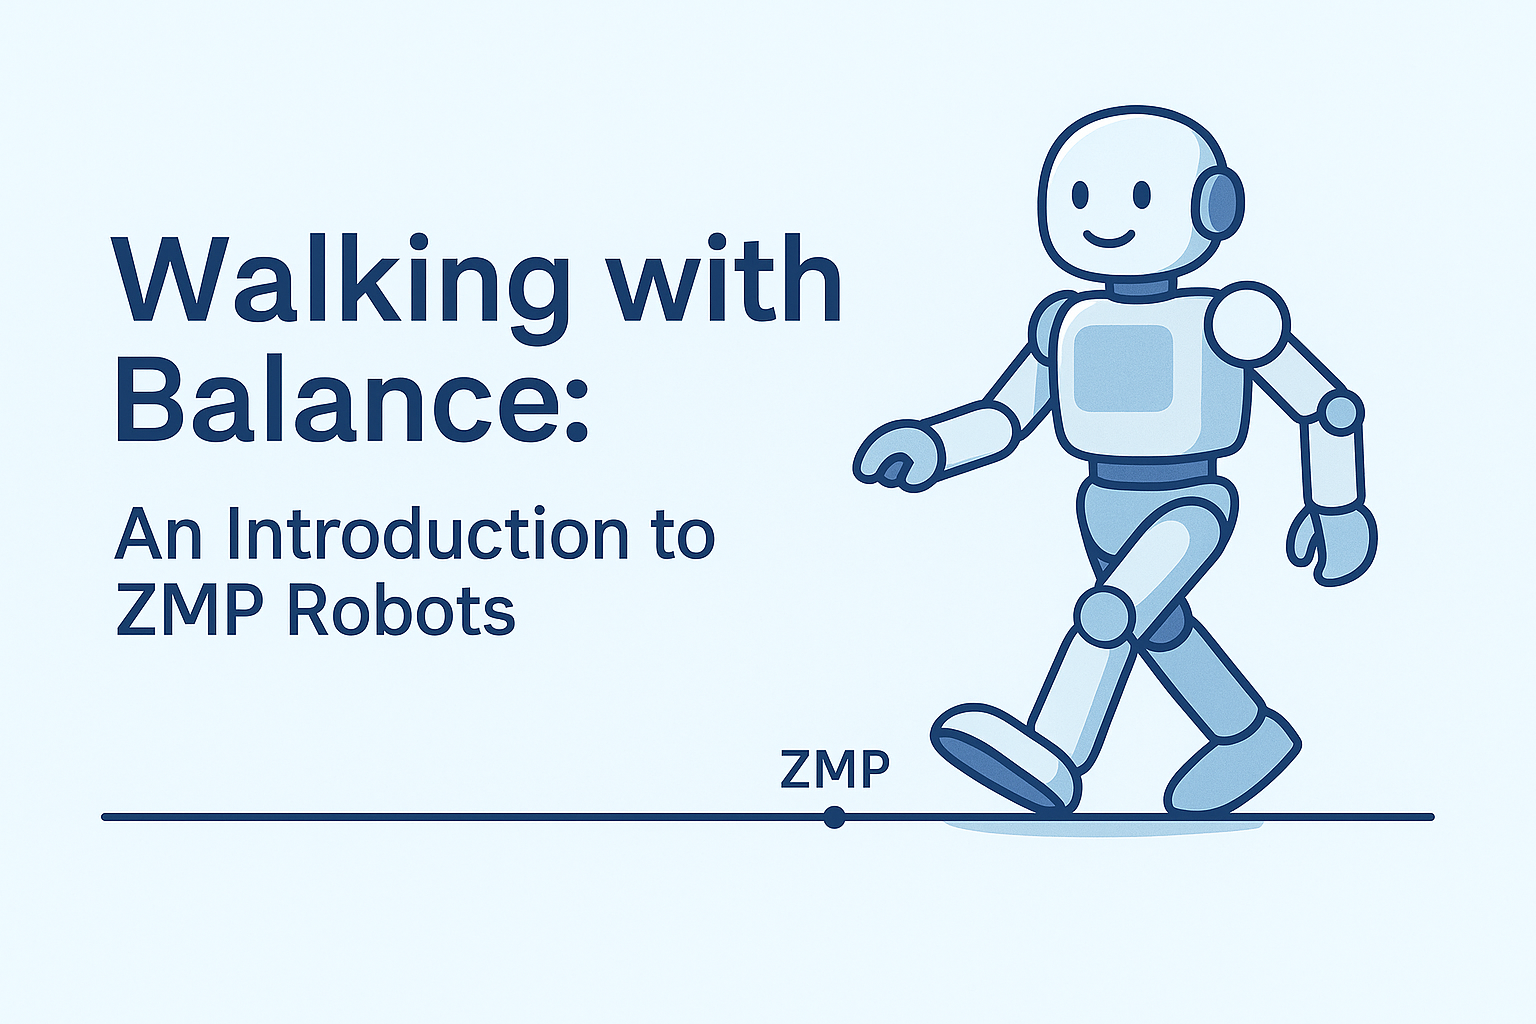 Walking with
Balance:
An Introduction to
ZMP Robots
ZMP